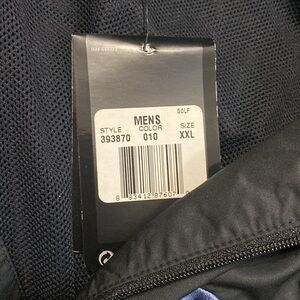 GOLF
MENS
STYLE COLOR SIZE
393870 010 XXL